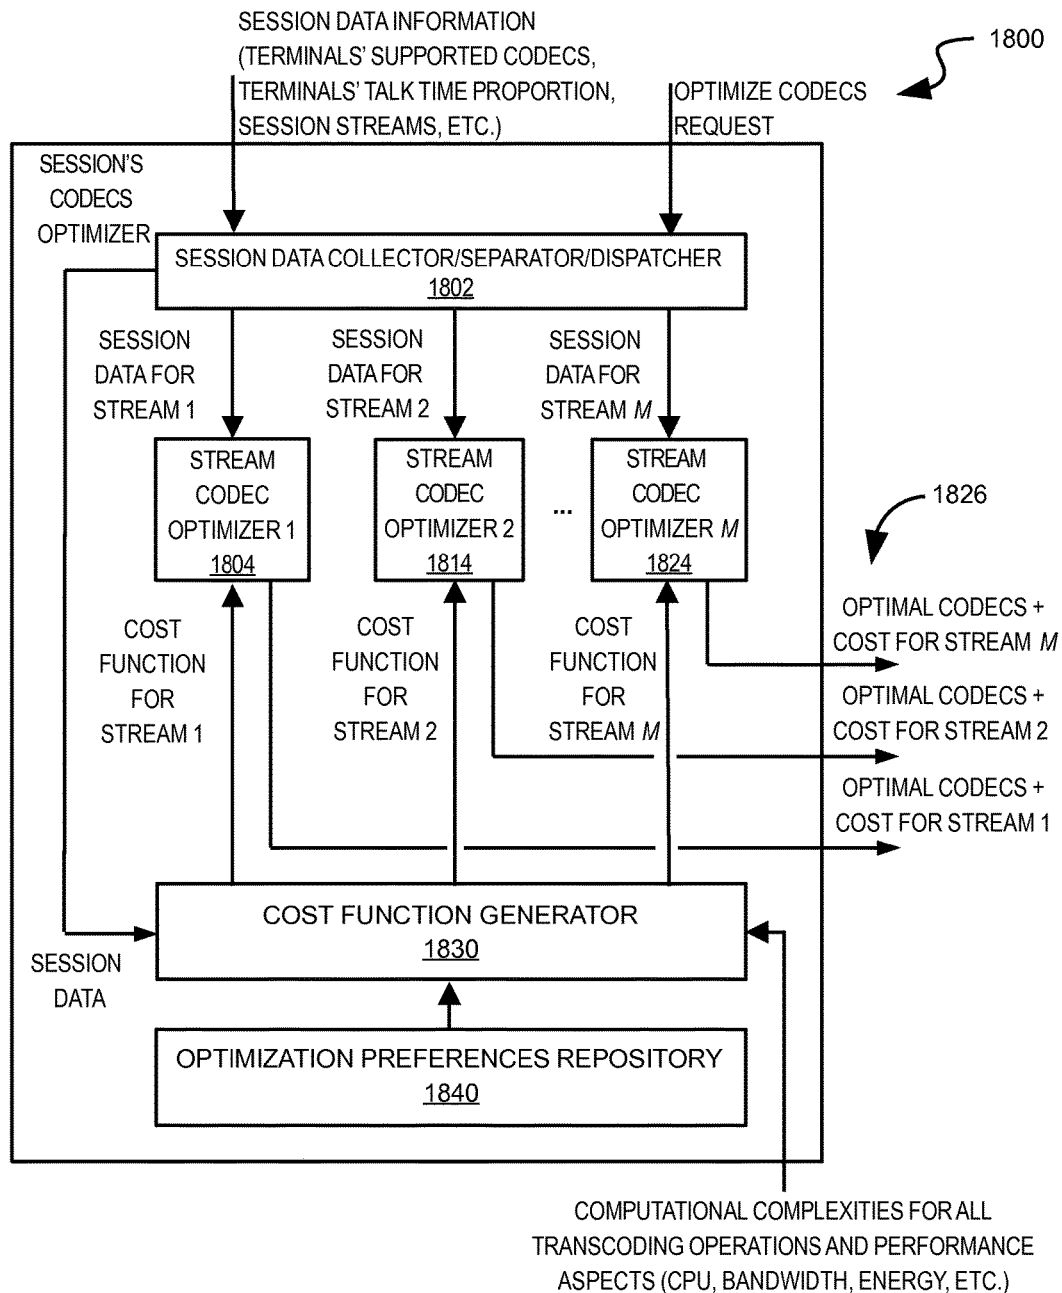 SESSION DATA INFORMATION
(TERMINALS' SUPPORTED CODECS,
TERMINALS' TALK TIME PROPORTION,
SESSION STREAMS, ETC.)
OPTIMIZE CODECS
REQUEST
1800
SESSION'S
CODECS
OPTIMIZER
SESSION DATA COLLECTOR/SEPARATOR/DISPATCHER
1802
SESSION
DATA FOR
STREAM 1
SESSION
DATA FOR
STREAM 2
SESSION
DATA FOR
STREAM M
STREAM
CODEC
OPTIMIZER 1
1804
STREAM
CODEC
OPTIMIZER 2
1814
...
STREAM
CODEC
OPTIMIZER M
1824
1826
COST
FUNCTION
FOR
STREAM 1
COST
FUNCTION
FOR
STREAM 2
COST
FUNCTION
FOR
STREAM M
OPTIMAL CODECS +
COST FOR STREAM M
OPTIMAL CODECS +
COST FOR STREAM 2
OPTIMAL CODECS +
COST FOR STREAM 1
COST FUNCTION GENERATOR
1830
SESSION
DATA
OPTIMIZATION PREFERENCES REPOSITORY
1840
COMPUTATIONAL COMPLEXITIES FOR ALL
TRANSCODING OPERATIONS AND PERFORMANCE
ASPECTS (CPU, BANDWIDTH, ENERGY, ETC.)